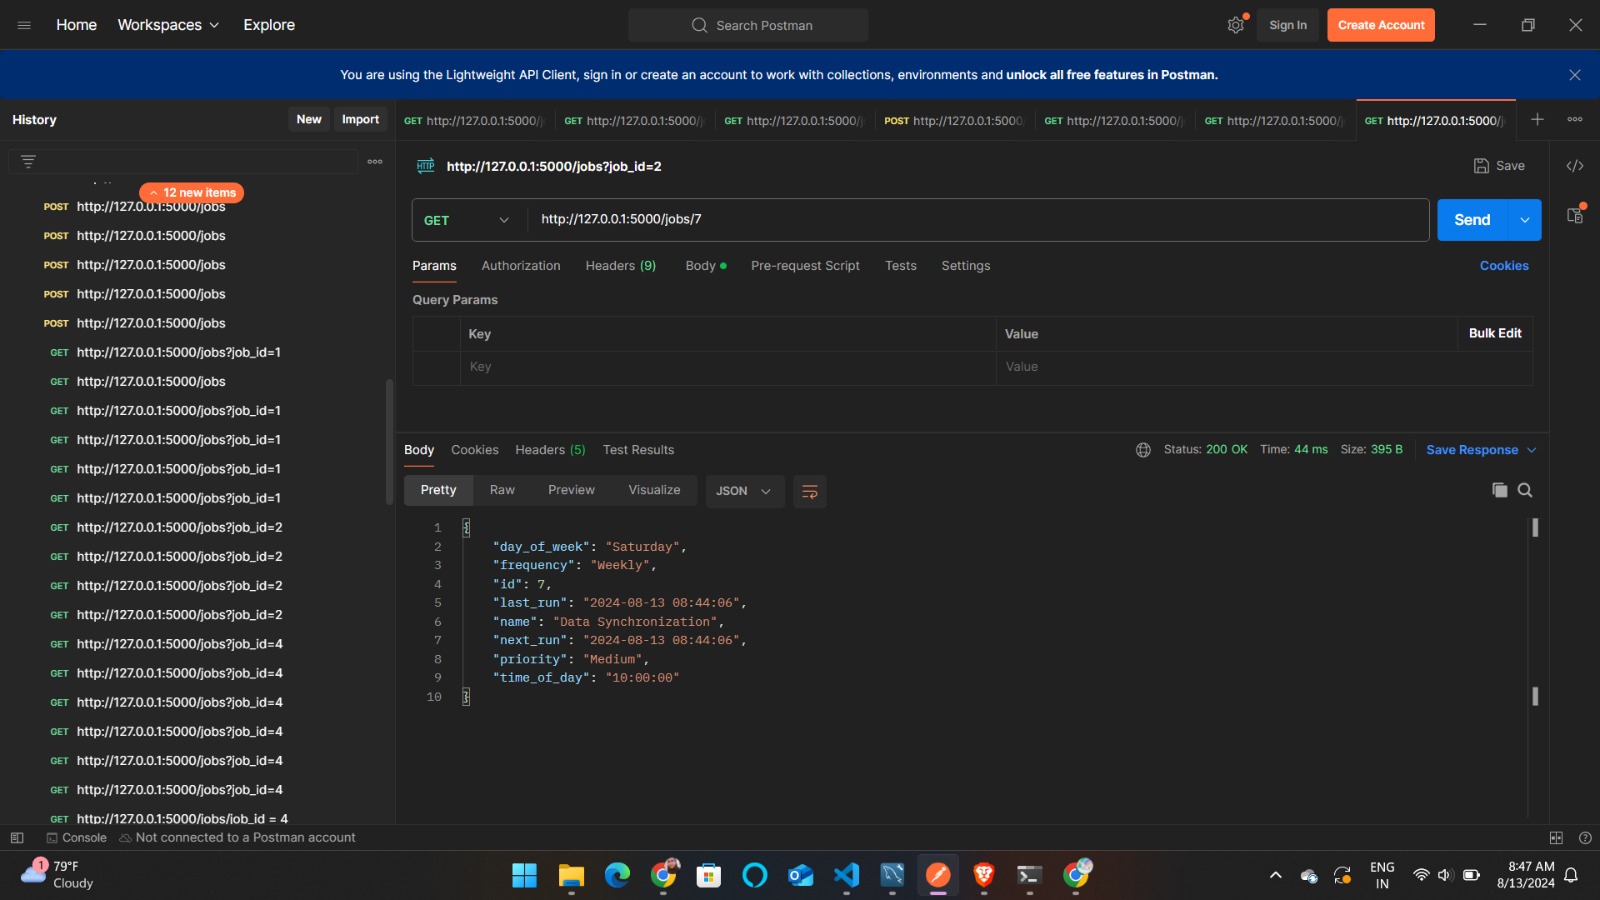 Home Workspaces Explore Search Postman Sign In Create Account
You are using the Lightweight API Client, sign in or create an account to work with collections, environments and unlock all free features in Postman.
History New Import
12 new items
POST http://127.0.0.1:5000/jobs
POST http://127.0.0.1:5000/jobs
POST http://127.0.0.1:5000/jobs
POST http://127.0.0.1:5000/jobs
POST http://127.0.0.1:5000/jobs
GET http://127.0.0.1:5000/jobs?job_id=1
GET http://127.0.0.1:5000/jobs
GET http://127.0.0.1:5000/jobs?job_id=1
GET http://127.0.0.1:5000/jobs?job_id=1
GET http://127.0.0.1:5000/jobs?job_id=1
GET http://127.0.0.1:5000/jobs?job_id=1
GET http://127.0.0.1:5000/jobs?job_id=2
GET http://127.0.0.1:5000/jobs?job_id=2
GET http://127.0.0.1:5000/jobs?job_id=2
GET http://127.0.0.1:5000/jobs?job_id=2
GET http://127.0.0.1:5000/jobs?job_id=4
GET http://127.0.0.1:5000/jobs?job_id=4
GET http://127.0.0.1:5000/jobs?job_id=4
GET http://127.0.0.1:5000/jobs?job_id=4
GET http://127.0.0.1:5000/jobs?job_id=4
GET http://127.0.0.1:5000/jobs?job_id=4
GET http://127.0.0.1:5000/jobs/job_id = 4
GET http://127.0.0.1:5000/j GET http://127.0.0.1:5000/j GET http://127.0.0.1:5000/j POST http://127.0.0.1:5000 GET http://127.0.0.1:5000/j GET http://127.0.0.1:5000/j GET http://127.0.0.1:5000/j
HTTP http://127.0.0.1:5000/jobs?job_id=2 Save
GET http://127.0.0.1:5000/jobs/7 Send
Params Authorization Headers (9) Body Pre-request Script Tests Settings Cookies
Query Params
Key Value Bulk Edit
Key Value
Body Cookies Headers (5) Test Results Status: 200 OK Time: 44 ms Size: 395 B Save Response
Pretty Raw Preview Visualize JSON
1 {
2 "day_of_week": "Saturday",
3 "frequency": "Weekly",
4 "id": 7,
5 "last_run": "2024-08-13 08:44:06",
6 "name": "Data Synchronization",
7 "next_run": "2024-08-13 08:44:06",
8 "priority": "Medium",
9 "time_of_day": "10:00:00"
10 }
Console Not connected to a Postman account
1 79°F
Cloudy
ENG
IN
8:47 AM
8/13/2024